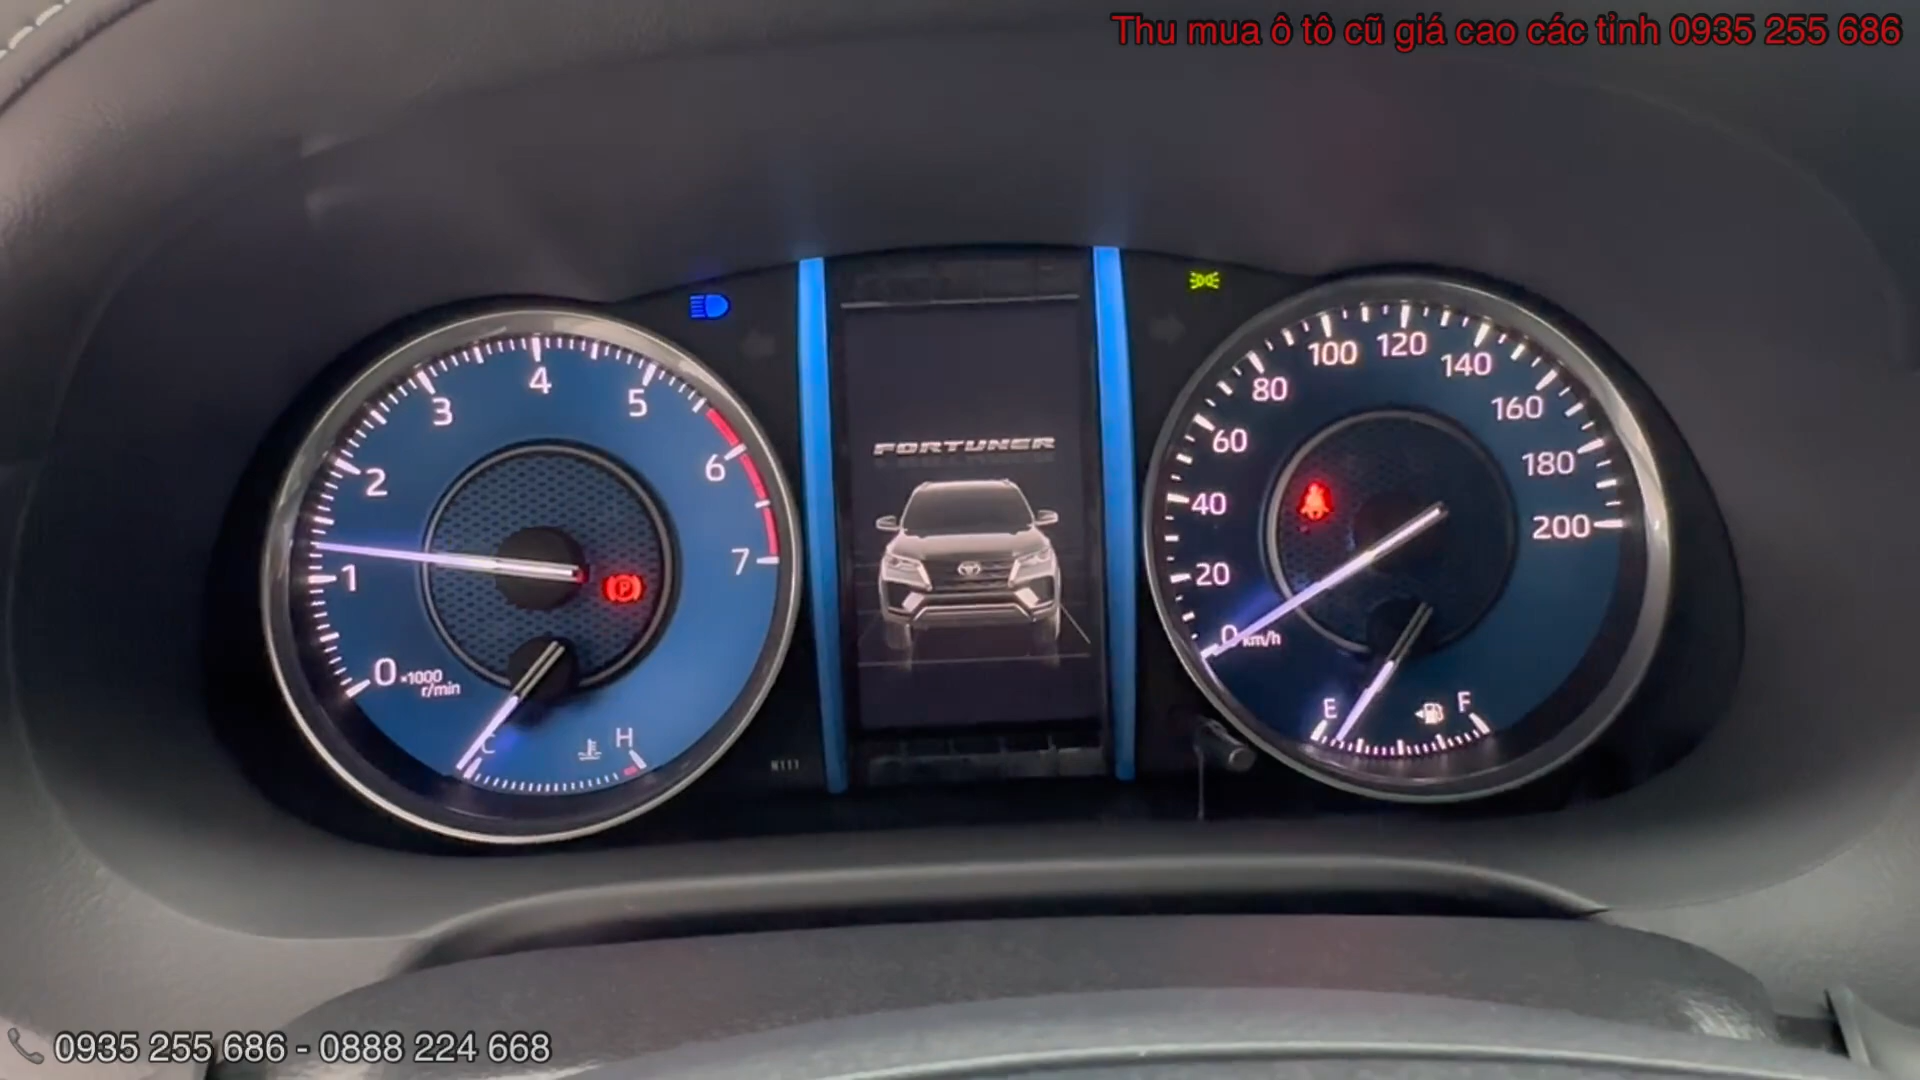 Thu mua ô tô cũ giá cao các tỉnh 0935 255 686
0
1
2
3
4
5
6
7
×1000
r/min
C
H
FORTUNER
0
km/h
20
40
60
80
100
120
140
160
180
200
E
F
0935 255 686 - 0888 224 668